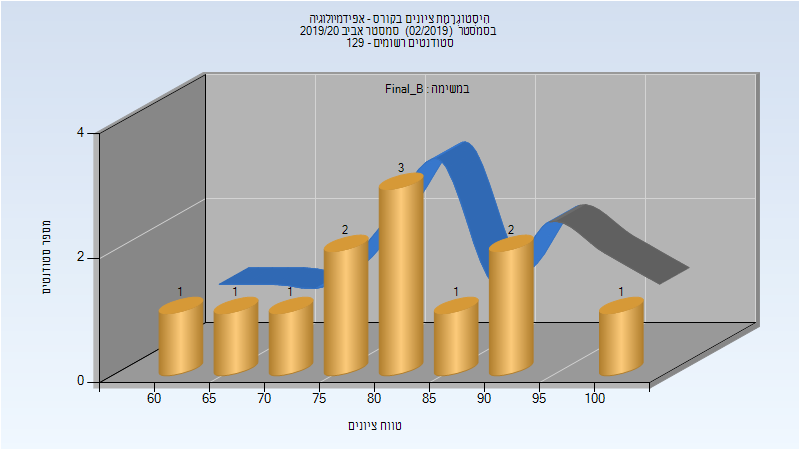 הִיסְטוֹגְרָמַת ציונים בקורס - אפידמיולוגיה
בסמסטר (02/2019) סמסטר אביב 2019/20
סטודנטים רשומים - 129
במשימה : Final_B
4
2
0
מספר סטודנטים
1 1 1 2 3 1 2 1
60 65 70 75 80 85 90 95 100
טווח ציונים